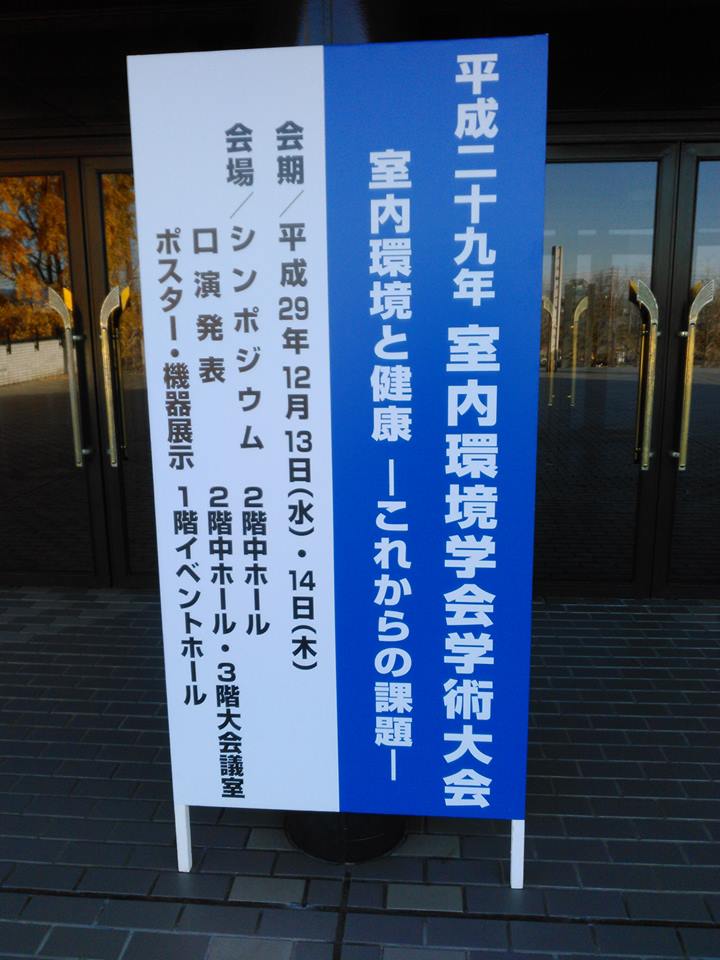 平成二十九年 室内環境学会学術大会
室内環境と健康 ―これからの課題―
会期／平成29年12月13日(水)・14日(木)
会場／シンポジウム 2階中ホール
口演発表 2階中ホール・3階大会議室
ポスター・機器展示 1階イベントホール